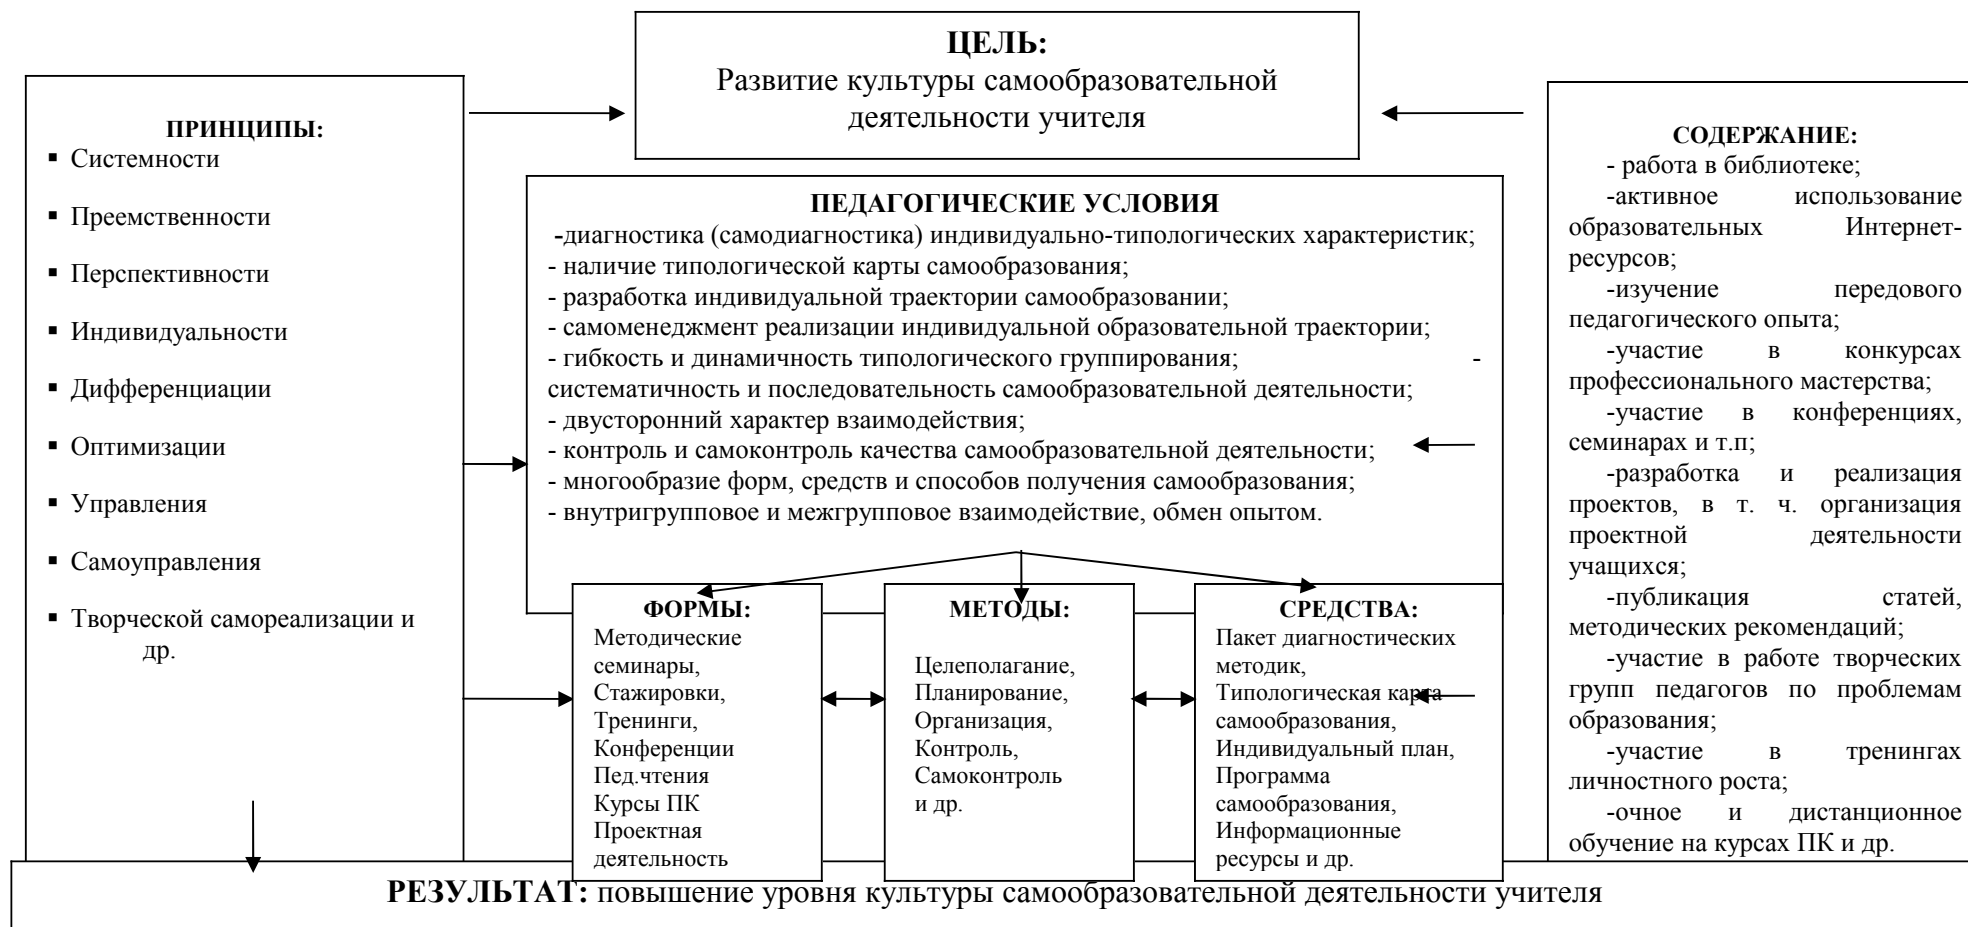 ЦЕЛЬ:
Развитие культуры самообразовательной
деятельности учителя
ПРИНЦИПЫ:
▪ Системности
▪ Преемственности
▪ Перспективности
▪ Индивидуальности
▪ Дифференциации
▪ Оптимизации
▪ Управления
▪ Самоуправления
▪ Творческой самореализации и
др.
ПЕДАГОГИЧЕСКИЕ УСЛОВИЯ
-диагностика (самодиагностика) индивидуально-типологических характеристик;
- наличие типологической карты самообразования;
- разработка индивидуальной траектории самообразовании;
- самоменеджмент реализации индивидуальной образовательной траектории;
- гибкость и динамичность типологического группирования; -
систематичность и последовательность самообразовательной деятельности;
- двусторонний характер взаимодействия;
- контроль и самоконтроль качества самообразовательной деятельности;
- многообразие форм, средств и способов получения самообразования;
- внутригрупповое и межгрупповое взаимодействие, обмен опытом.
ФОРМЫ:
Методические
семинары,
Стажировки,
Тренинги,
Конференции
Пед.чтения
Курсы ПК
Проектная
деятельность
МЕТОДЫ:
Целеполагание,
Планирование,
Организация,
Контроль,
Самоконтроль
и др.
СРЕДСТВА:
Пакет диагностических
методик,
Типологическая карта
самообразования,
Индивидуальный план,
Программа
самообразования,
Информационные
ресурсы и др.
СОДЕРЖАНИЕ:
- работа в библиотеке;
-активное использование
образовательных Интернет-
ресурсов;
-изучение передового
педагогического опыта;
-участие в конкурсах
профессионального мастерства;
-участие в конференциях,
семинарах и т.п;
-разработка и реализация
проектов, в т. ч. организация
проектной деятельности
учащихся;
-публикация статей,
методических рекомендаций;
-участие в работе творческих
групп педагогов по проблемам
образования;
-участие в тренингах
личностного роста;
-очное и дистанционное
обучение на курсах ПК и др.
РЕЗУЛЬТАТ: повышение уровня культуры самообразовательной деятельности учителя